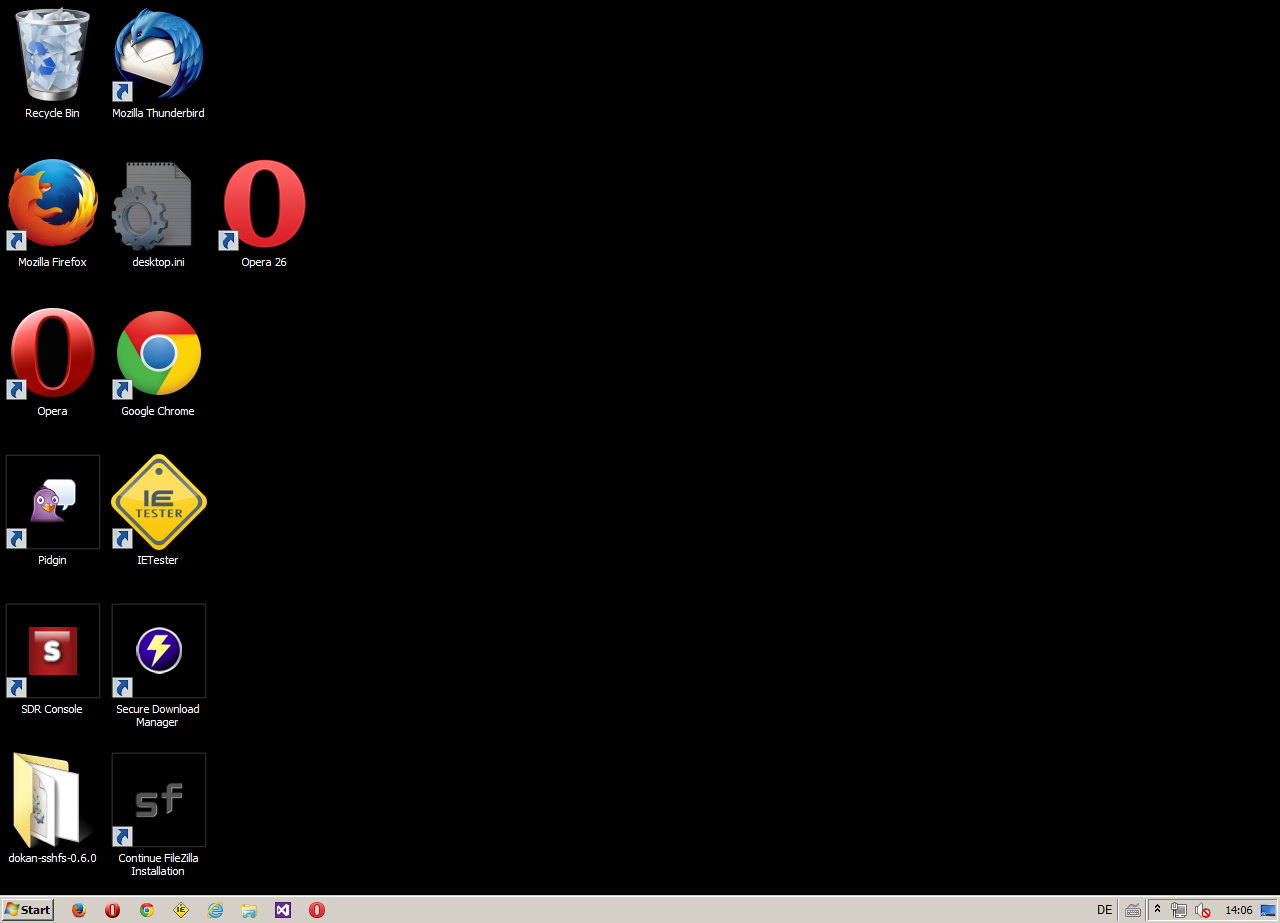 Recycle Bin
Mozilla Thunderbird
Mozilla Firefox
desktop.ini
Opera 26
Opera
Google Chrome
Pidgin
IE
TESTER
IETester
S
SDR Console
Secure Download
Manager
dokan-sshfs-0.6.0
sf
Continue FileZilla
Installation
Start
IE
DE
14:06